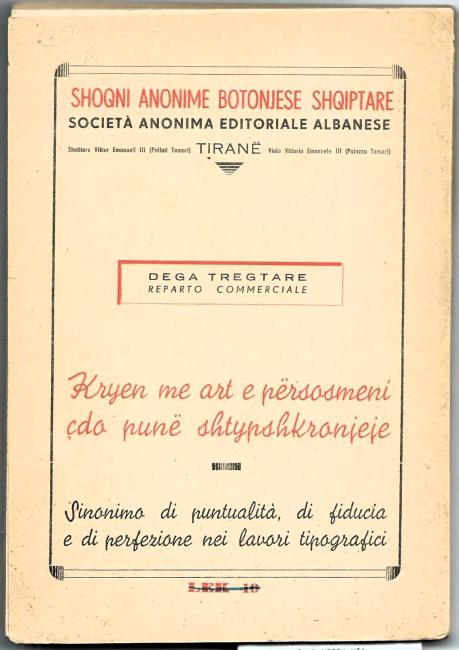 30-
SHOQNI ANONIME BOTONJESE SHQIPTARE
SOCIETÀ ANONIMA EDITORIALE ALBANESE
Shetitore Viktor Emanueli III (Pallati Tomori) TIRANË Viale Vittorio Emanuele III (Palazzo Tomori)
DEGA TREGTARE
REPARTO COMMERCIALE
Kryen me art e përsosmeni
çdo punë shtypshkronjeje
Sinonimo di puntualità, di fiducia
e di perfezione nei lavori tipografici
LEK 10